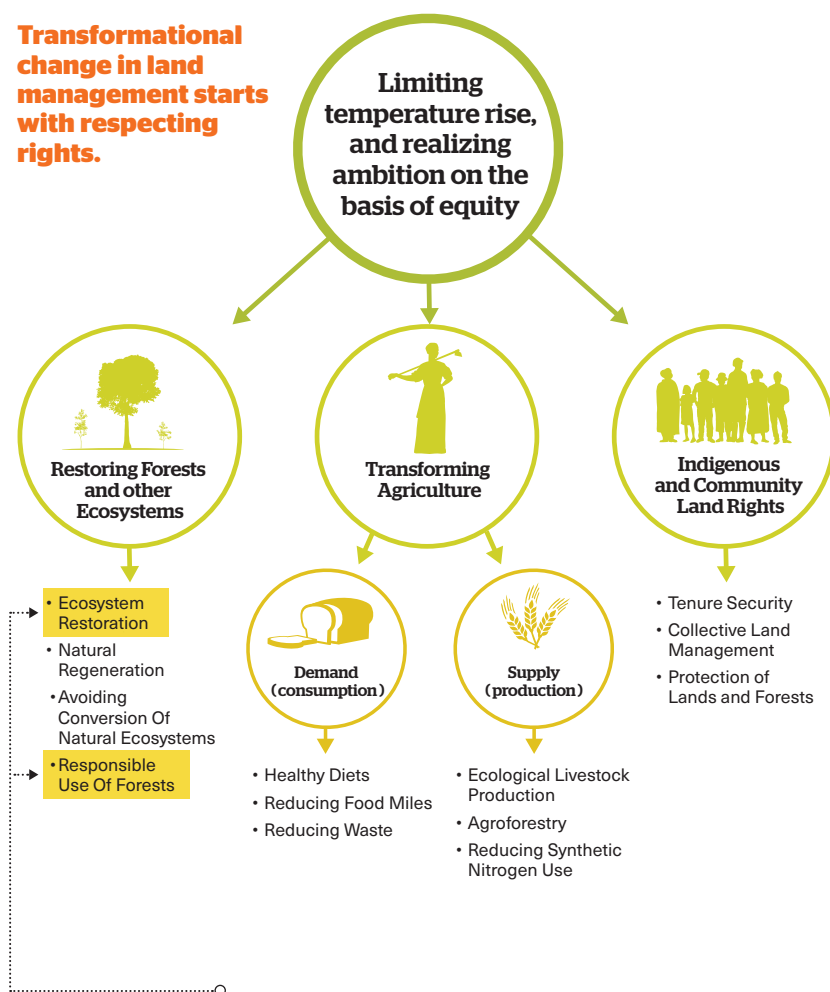 Transformational
change in land
management starts
with respecting
rights.
Limiting
temperature rise,
and realizing
ambition on the
basis of equity
Restoring Forests
and other
Ecosystems
Transforming
Agriculture
Indigenous
and Community
Land Rights
• Ecosystem
Restoration
• Natural
Regeneration
• Avoiding
Conversion Of
Natural Ecosystems
• Responsible
Use Of Forests
Demand
(consumption)
• Healthy Diets
• Reducing Food Miles
• Reducing Waste
Supply
(production)
• Ecological Livestock
Production
• Agroforestry
• Reducing Synthetic
Nitrogen Use
• Tenure Security
• Collective Land
Management
• Protection of
Lands and Forests